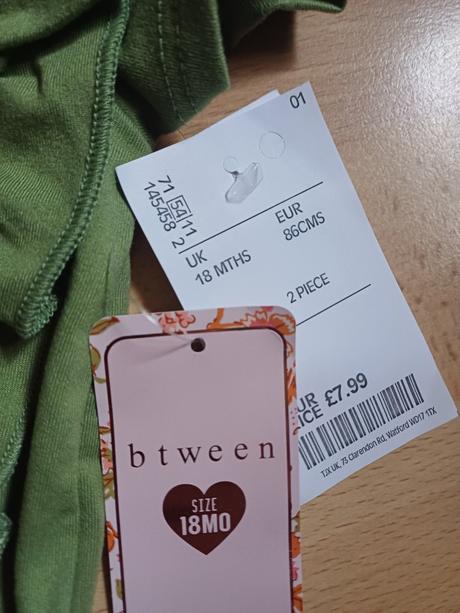 01
71 54 11
145458 2
UK
18 MTHS
EUR
86CMS
2 PIECE
UR
ICE £7.99
TJX UK, 73 Clarendon Rd, Watford WD17 1TX
b tween
SIZE
18MO